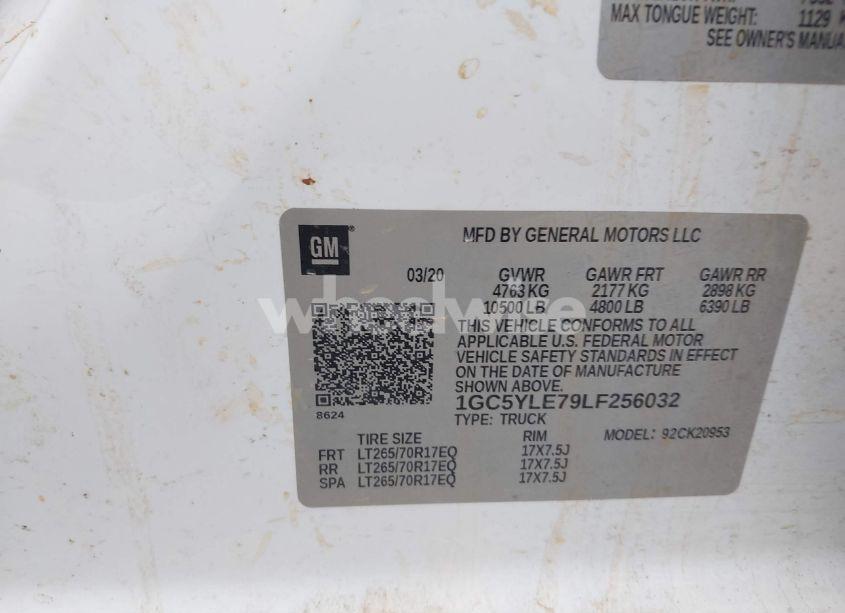 MAX TONGUE WEIGHT: 1129 K
SEE OWNER'S MANUAL
GM
MFD BY GENERAL MOTORS LLC
03/20 GVWR GAWR FRT GAWR RR
4763 KG 2177 KG 2898 KG
10500 LB 4800 LB 6390 LB
THIS VEHICLE CONFORMS TO ALL
APPLICABLE U.S. FEDERAL MOTOR
VEHICLE SAFETY STANDARDS IN EFFECT
ON THE DATE OF MANUFACTURE
SHOWN ABOVE.
1GC5YLE79LF256032
TYPE: TRUCK
MODEL: 92CK20953
8624
TIRE SIZE RIM
FRT LT265/70R17EQ 17X7.5J
RR LT265/70R17EQ 17X7.5J
SPA LT265/70R17EQ 17X7.5J